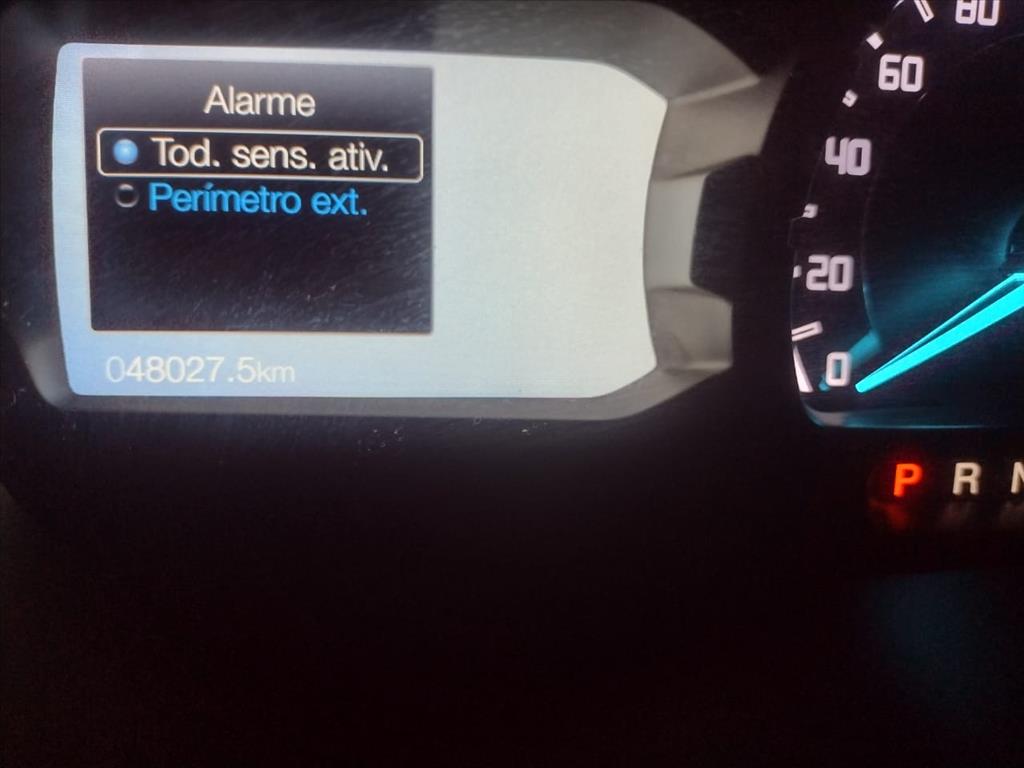 Alarme
Tod. sens. ativ.
Perímetro ext.
048027.5km
80
60
40
20
0
P R N